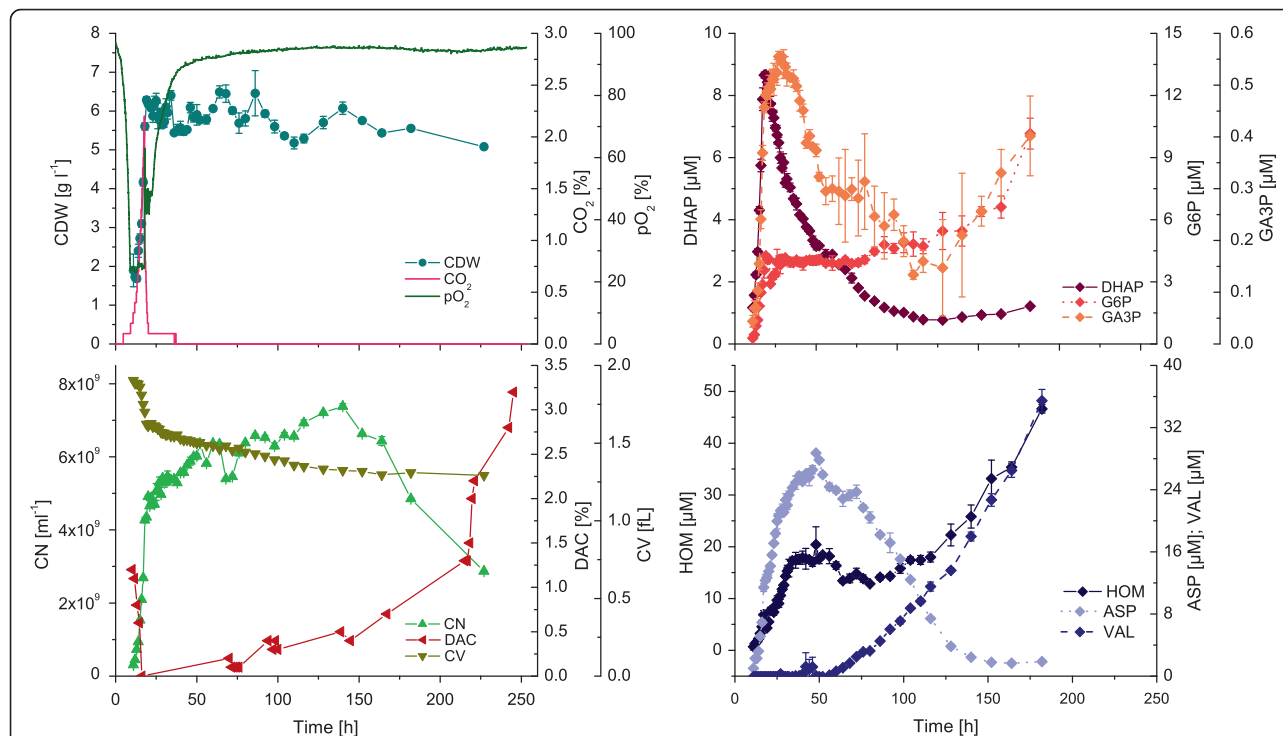 8
7
6
5
4
3
2
1
0
CDW [g l⁻¹]
3.0
2.5
2.0
1.5
1.0
0.5
0.0
CO₂ [%]
100
80
60
40
20
0
pO₂ [%]
CDW
CO₂
pO₂
10
8
6
4
2
0
DHAP [µM]
15
12
9
6
3
0
G6P [µM]
0.6
0.5
0.4
0.3
0.2
0.1
0.0
GA3P [µM]
DHAP
G6P
GA3P
8x10⁹
6x10⁹
4x10⁹
2x10⁹
0
CN [ml⁻¹]
3.5
3.0
2.5
2.0
1.5
1.0
0.5
0.0
DAC [%]
2.0
1.5
1.0
0.5
0.0
CV [fL]
CN
DAC
CV
0 50 100 150 200 250
Time [h]
50
40
30
20
10
0
HOM [µM]
40
32
24
16
8
0
ASP [µM]; VAL [µM]
HOM
ASP
VAL
0 50 100 150 200 250
Time [h]